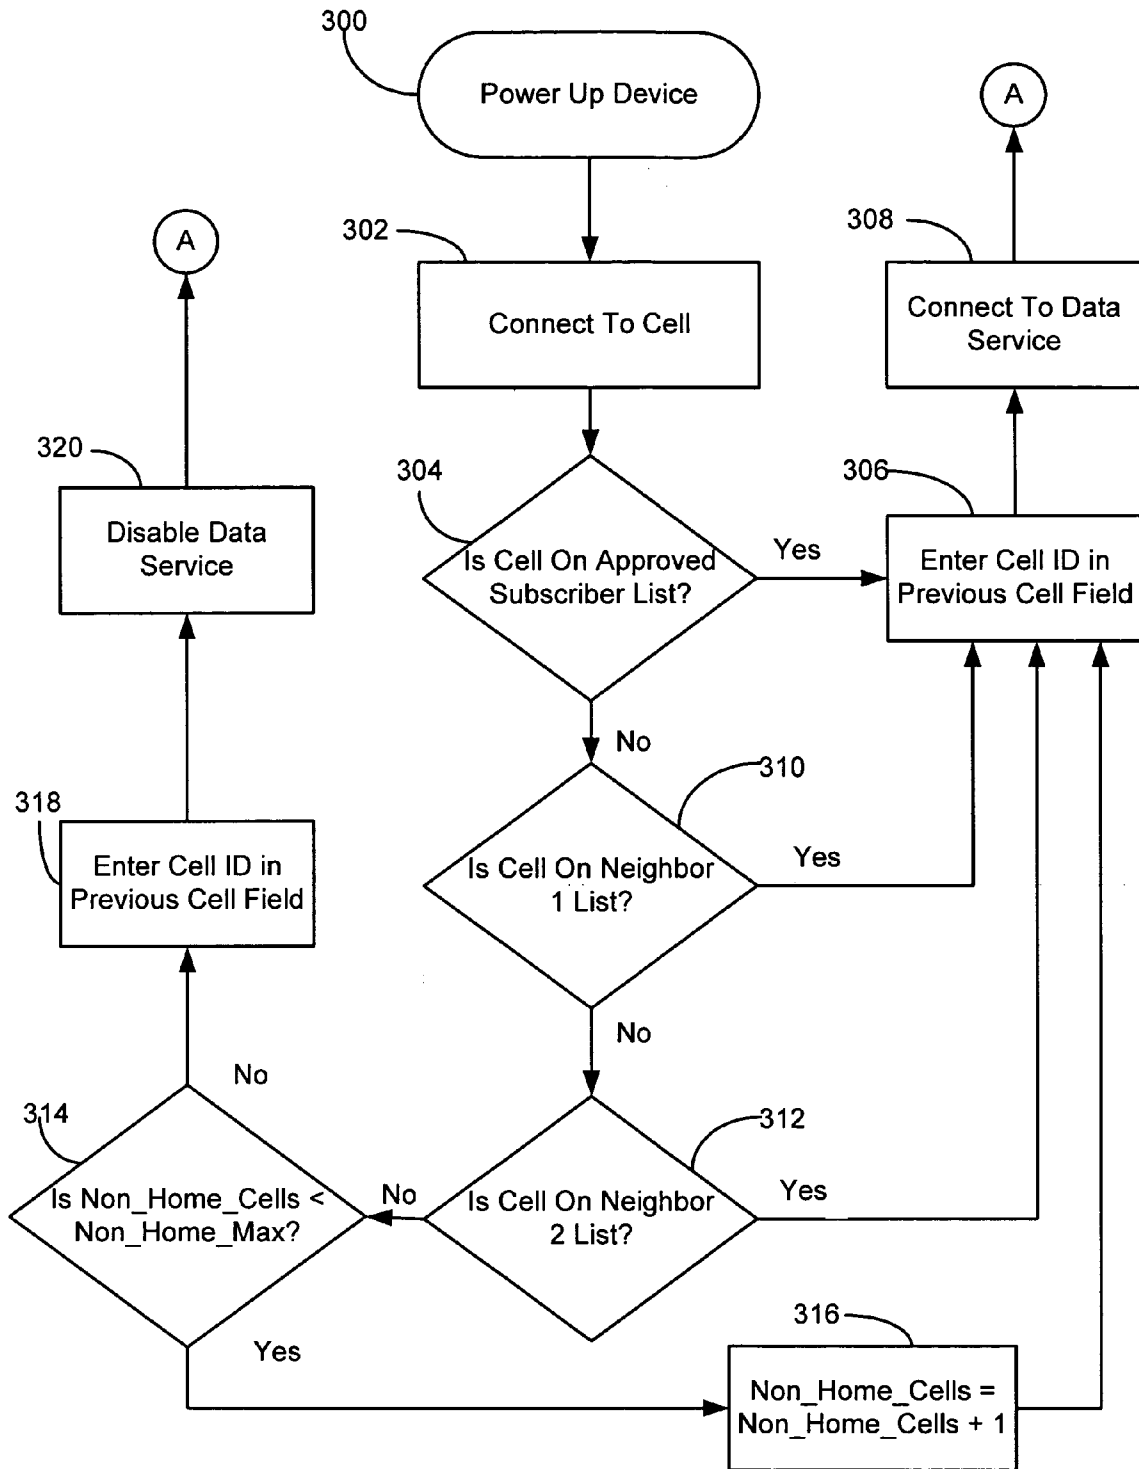 300
Power Up Device
A
A
302
Connect To Cell
308
Connect To Data
Service
320
Disable Data
Service
304
Is Cell On Approved
Subscriber List?
Yes
306
Enter Cell ID in
Previous Cell Field
No
310
318
Enter Cell ID in
Previous Cell Field
Is Cell On Neighbor
1 List?
Yes
No
No
314
Is Non_Home_Cells <
Non_Home_Max?
No
312
Is Cell On Neighbor
2 List?
Yes
Yes
316
Non_Home_Cells =
Non_Home_Cells + 1